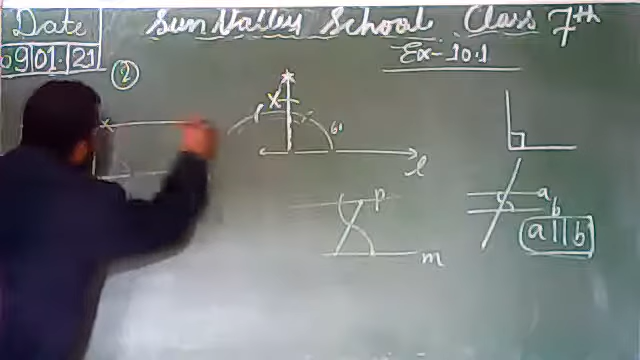 Date
Sun Valley School Class 7th
09|01|21
Ex-10.1
2
X
60
l
a
b
P
a||b
m